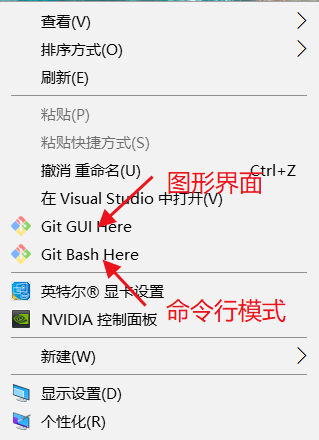 查看(V)
排序方式(O)
刷新(E)
粘贴(P)
粘贴快捷方式(S)
撤消 重命名(U) Ctrl+Z
图形界面
在 Visual Studio 中打开(V)
Git GUI Here
Git Bash Here
英特尔® 显卡设置
命令行模式
NVIDIA 控制面板
新建(W)
显示设置(D)
个性化(R)